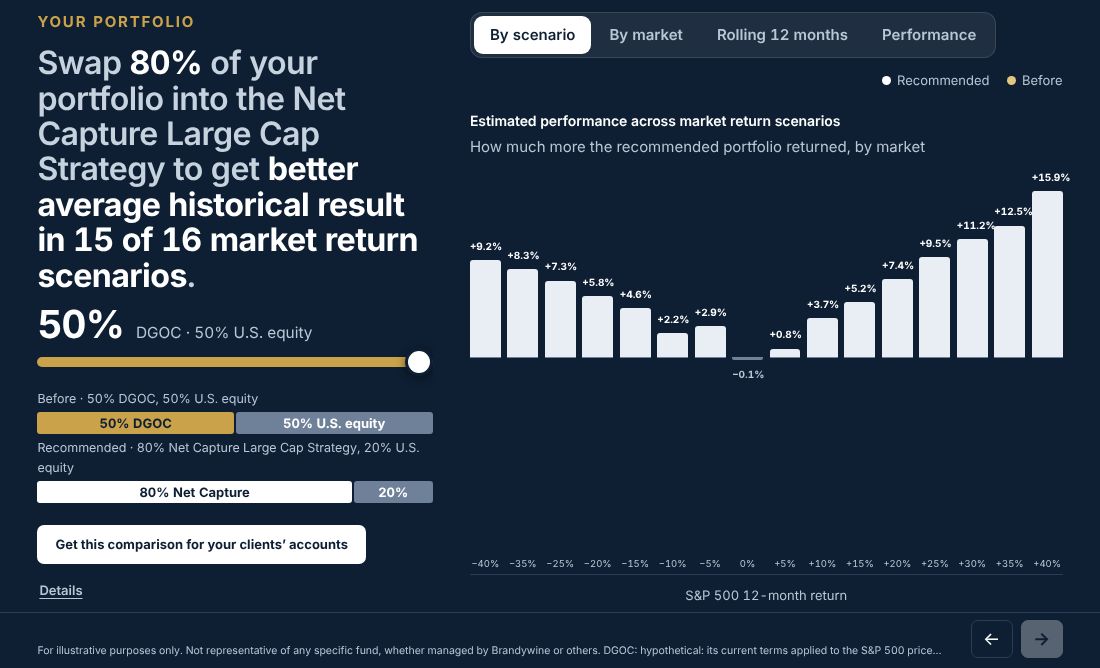 YOUR PORTFOLIO
Swap 80% of your
portfolio into the Net
Capture Large Cap
Strategy to get better
average historical result
in 15 of 16 market return
scenarios.
50% DGOC · 50% U.S. equity
Before · 50% DGOC, 50% U.S. equity
50% DGOC 50% U.S. equity
Recommended · 80% Net Capture Large Cap Strategy, 20% U.S.
equity
80% Net Capture 20%
Get this comparison for your clients’ accounts
Details
By scenario By market Rolling 12 months Performance
Recommended Before
Estimated performance across market return scenarios
How much more the recommended portfolio returned, by market
+9.2% +8.3% +7.3% +5.8% +4.6% +2.2% +2.9% −0.1% +0.8% +3.7% +5.2% +7.4% +9.5% +11.2% +12.5% +15.9%
−40% −35% −25% −20% −15% −10% −5% 0% +5% +10% +15% +20% +25% +30% +35% +40%
S&P 500 12-month return
For illustrative purposes only. Not representative of any specific fund, whether managed by Brandywine or others. DGOC: hypothetical: its current terms applied to the S&P 500 price…
← →